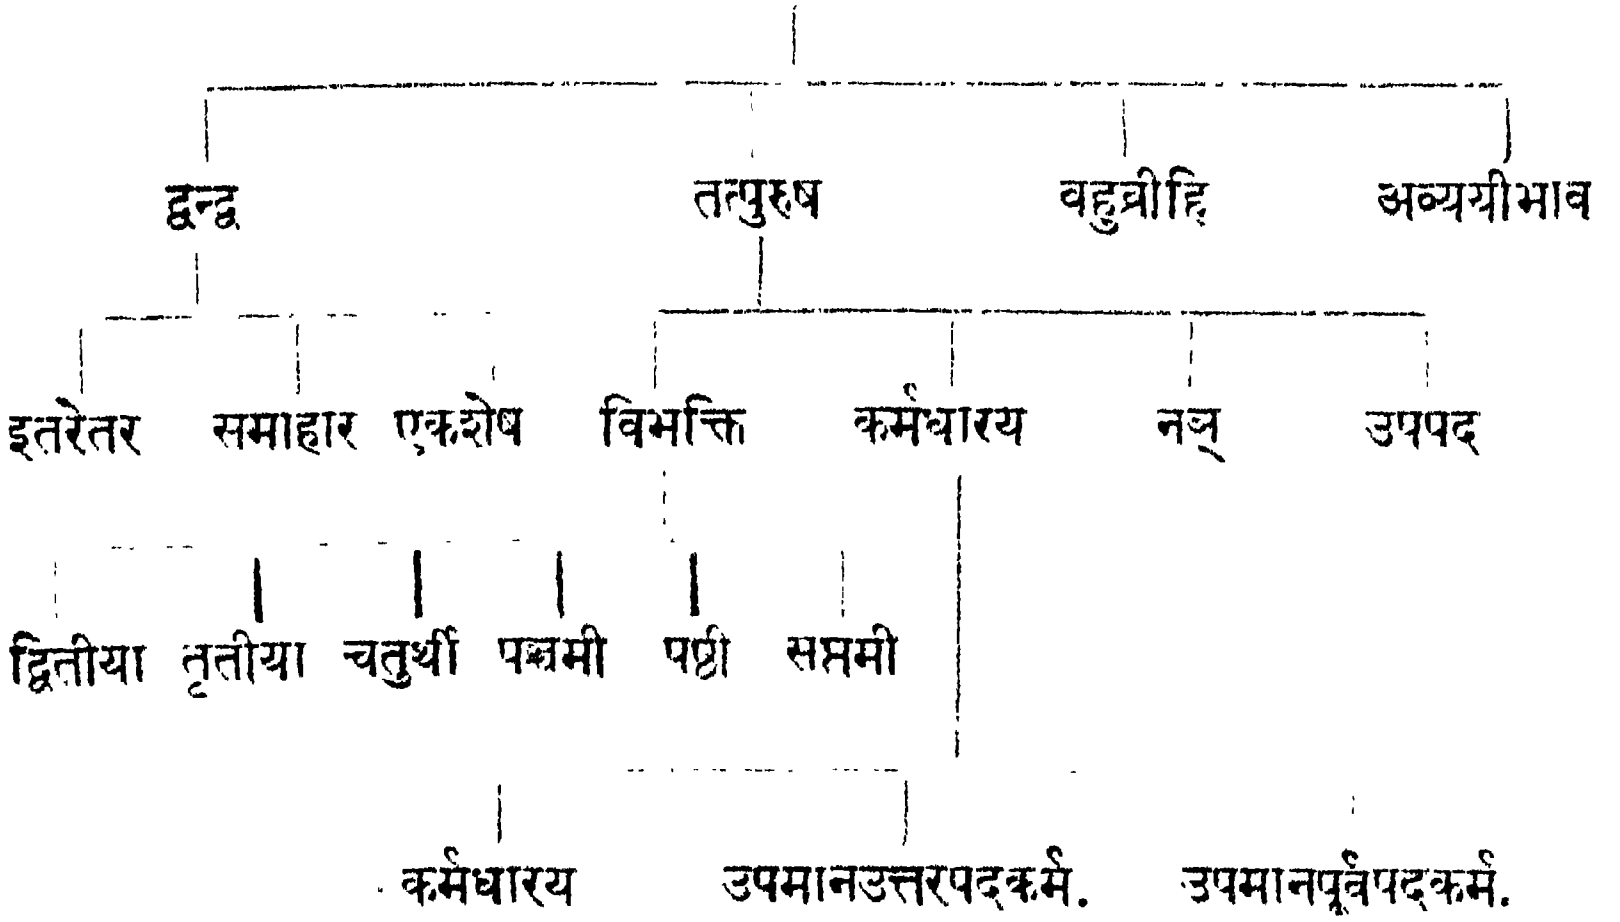 द्वन्द्व तत्पुरुष वहुव्रीहि अव्ययीभाव
इतरेतर समाहार एकशेष विभक्ति कर्मधारय नञ् उपपद
द्वितीया तृतीया चतुर्थी पञ्चमी पष्ठी सप्तमी
कर्मधारय उपमानउत्तरपदकर्म. उपमानपूर्वपदकर्म.